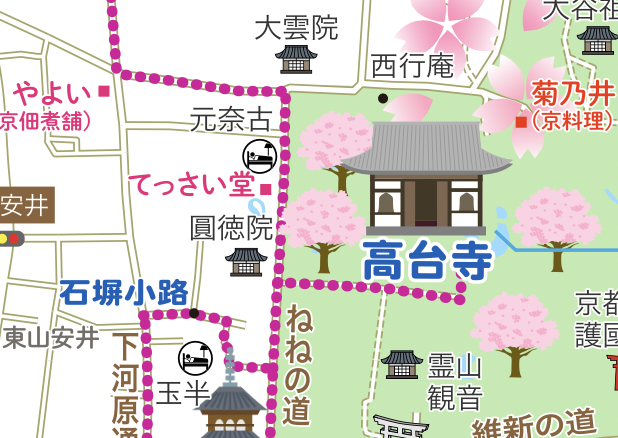 大雲院
大谷祖
西行庵
やよい
京佃煮舗）
元奈古
菊乃井
（京料理）
てっさい堂
安井
圓徳院
高台寺
石塀小路
東山安井
下河原通
ねねの道
玉半
霊山
観音
京都
護國
維新の道